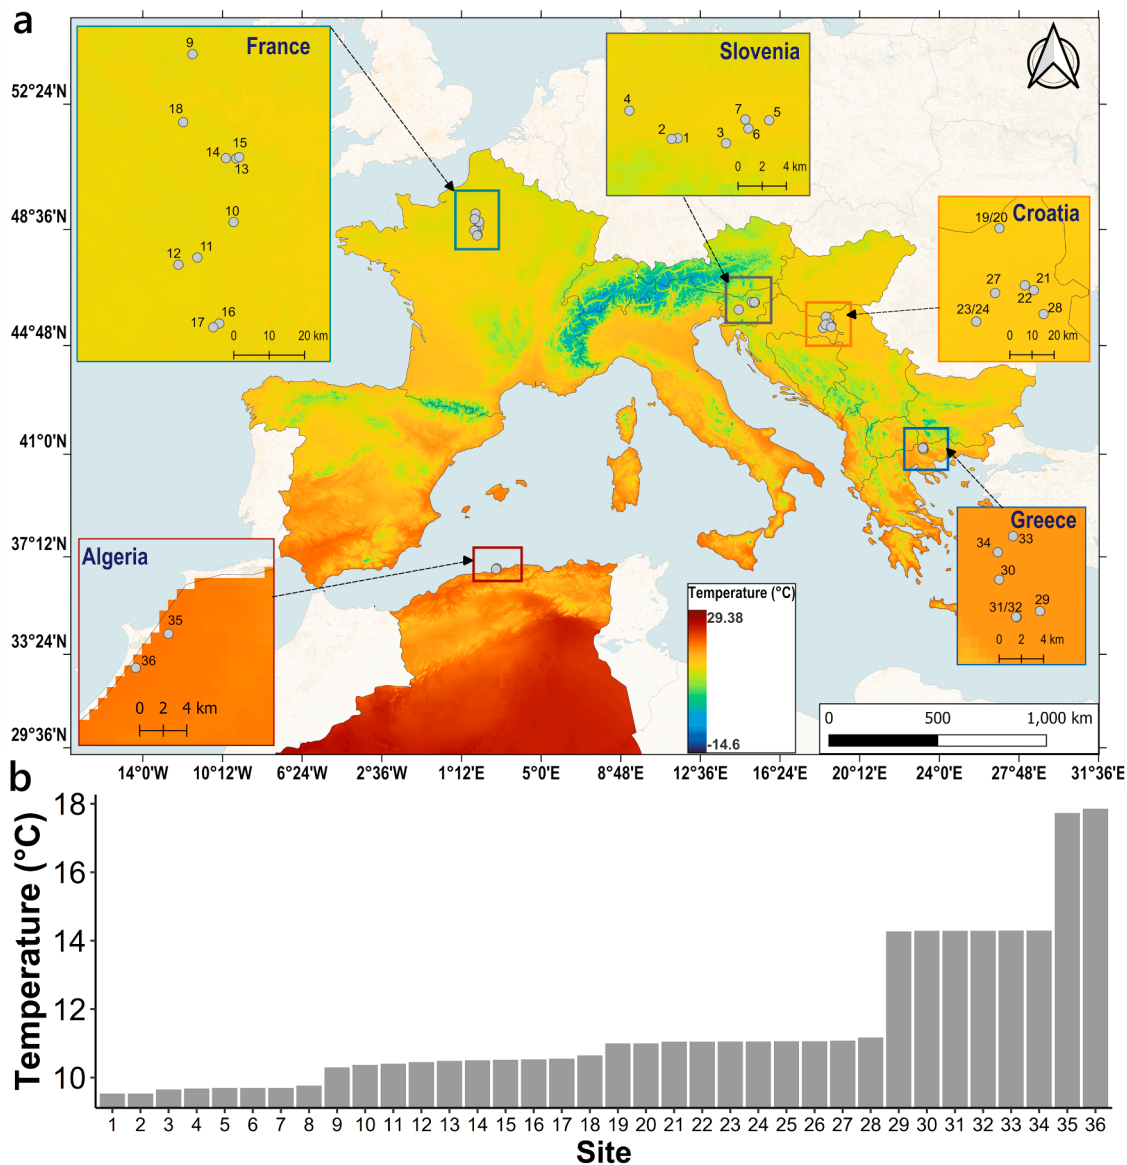 a
France
9
18
14
15
13
10
12
11
17
16
0 10 20 km
Slovenia
4
2
1
3
7
5
6
0 2 4 km
Croatia
19/20
27
21
22
23/24
28
0 10 20 km
Greece
33
34
30
31/32
29
0 2 4 km
Algeria
35
36
0 2 4 km
Temperature (°C)
29.38
-14.6
0 500 1,000 km
52°24'N
48°36'N
44°48'N
41°0'N
37°12'N
33°24'N
29°36'N
14°0'W 10°12'W 6°24'W 2°36'W 1°12'E 5°0'E 8°48'E 12°36'E 16°24'E 20°12'E 24°0'E 27°48'E 31°36'E
b
Temperature (°C)
18
16
14
12
10
1 2 3 4 5 6 7 8 9 10 11 12 13 14 15 16 17 18 19 20 21 22 23 24 25 26 27 28 29 30 31 32 33 34 35 36
Site